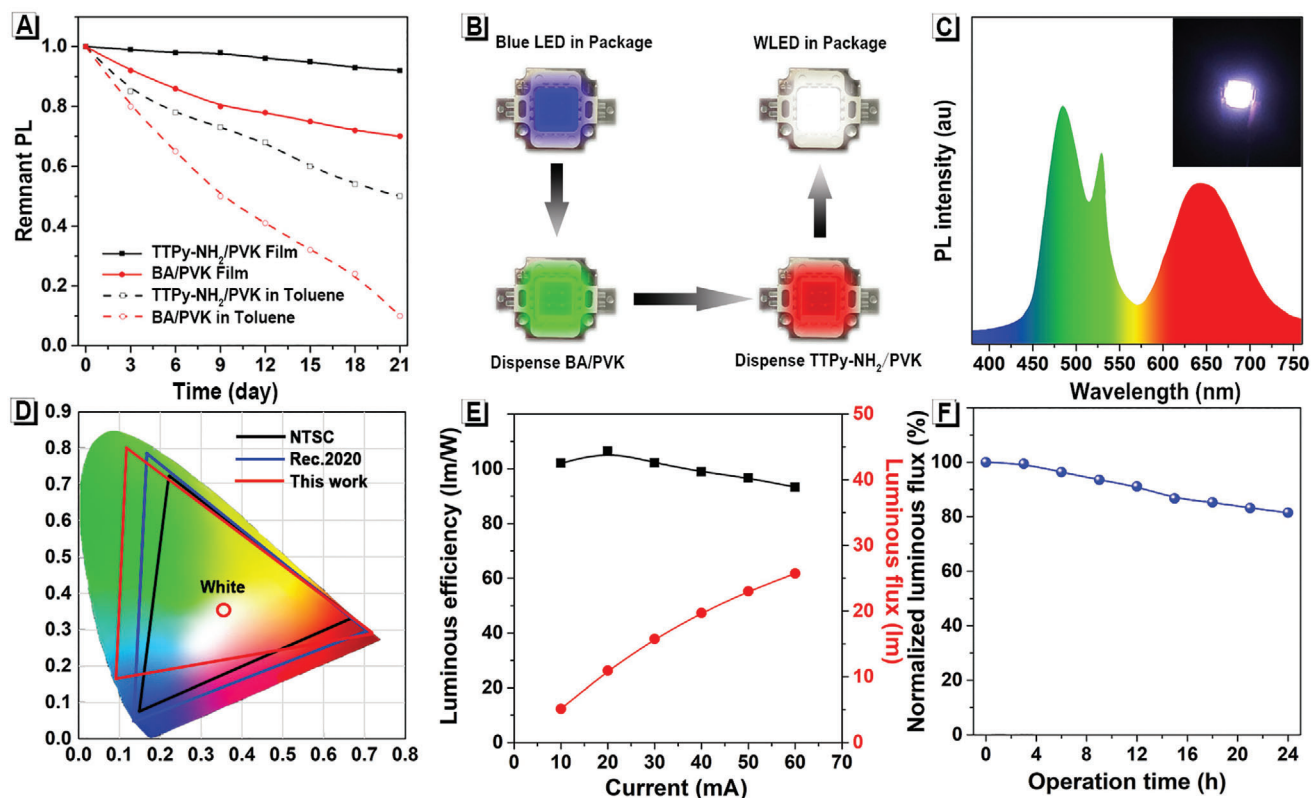 A
Remnant PL
1.0
0.8
0.6
0.4
0.2
0.0
TTPy-NH₂/PVK Film
BA/PVK Film
TTPy-NH₂/PVK in Toluene
BA/PVK in Toluene
0 3 6 9 12 15 18 21
Time (day)
B
Blue LED in Package
WLED in Package
Dispense BA/PVK
Dispense TTPy-NH₂/PVK
C
PL intensity (au)
400 450 500 550 600 650 700 750
Wavelength (nm)
D
0.9
0.8
0.7
0.6
0.5
0.4
0.3
0.2
0.1
0.0
NTSC
Rec.2020
This work
White
0.0 0.1 0.2 0.3 0.4 0.5 0.6 0.7 0.8
E
Luminous efficiency (lm/W)
120
100
80
60
40
20
0
Luminous flux (lm)
50
40
30
20
10
0
0 10 20 30 40 50 60 70
Current (mA)
F
Normalized luminous flux (%)
120
100
80
60
40
20
0
0 4 8 12 16 20 24
Operation time (h)